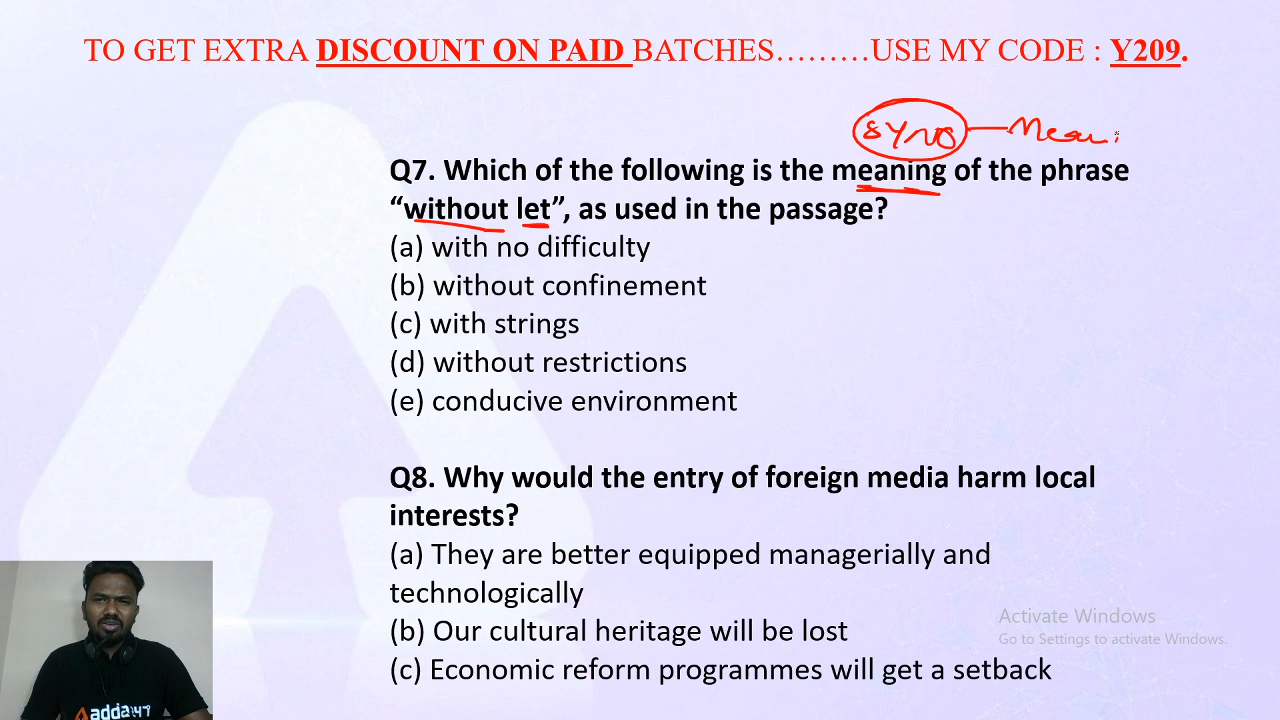 TO GET EXTRA DISCOUNT ON PAID BATCHES………USE MY CODE : Y209.
SYNO — Mean
Q7. Which of the following is the meaning of the phrase
“without let”, as used in the passage?
(a) with no difficulty
(b) without confinement
(c) with strings
(d) without restrictions
(e) conducive environment
Q8. Why would the entry of foreign media harm local
interests?
(a) They are better equipped managerially and
technologically
(b) Our cultural heritage will be lost
(c) Economic reform programmes will get a setback
Activate Windows
Go to Settings to activate Windows.
adda247